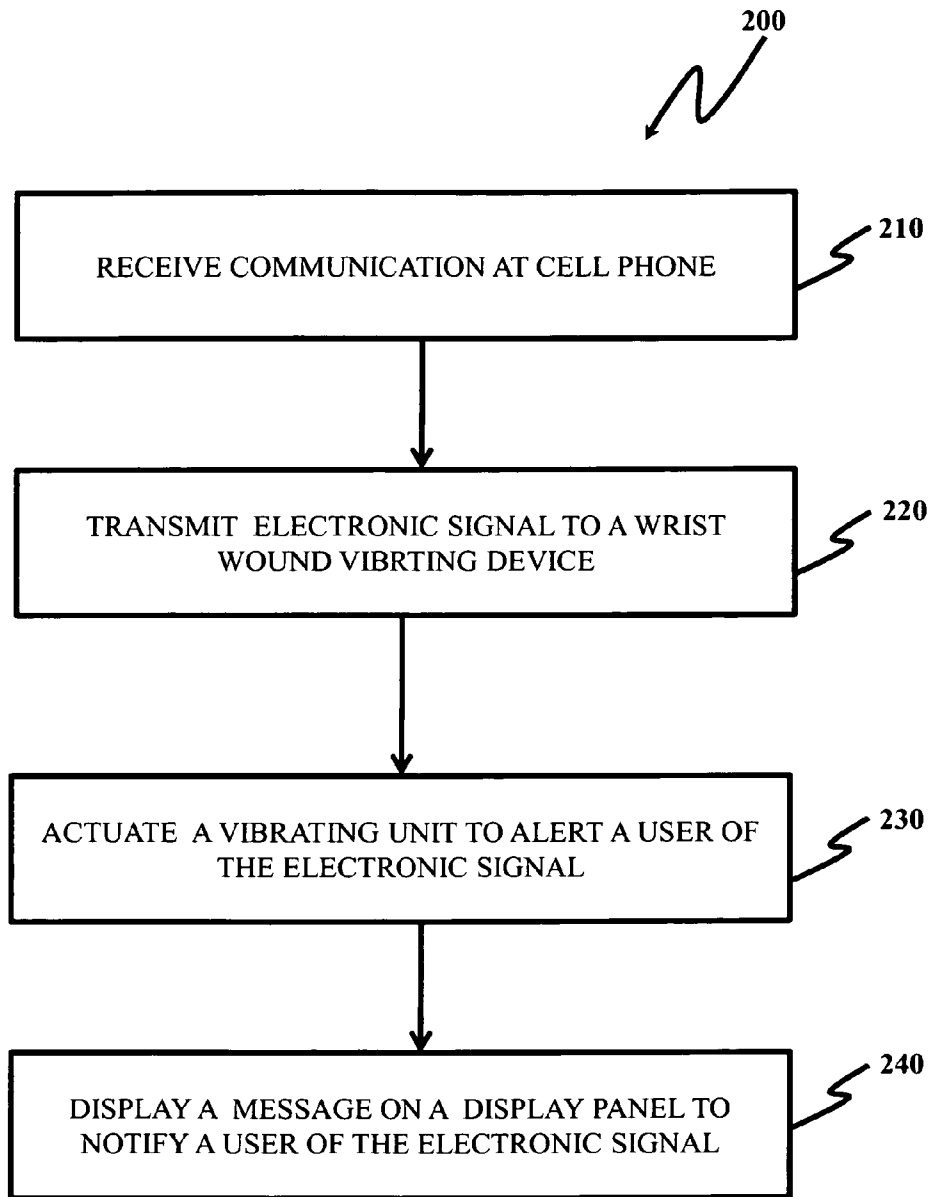 200
RECEIVE COMMUNICATION AT CELL PHONE
210
TRANSMIT ELECTRONIC SIGNAL TO A WRIST
WOUND VIBRTING DEVICE
220
ACTUATE A VIBRATING UNIT TO ALERT A USER OF
THE ELECTRONIC SIGNAL
230
DISPLAY A MESSAGE ON A DISPLAY PANEL TO
NOTIFY A USER OF THE ELECTRONIC SIGNAL
240